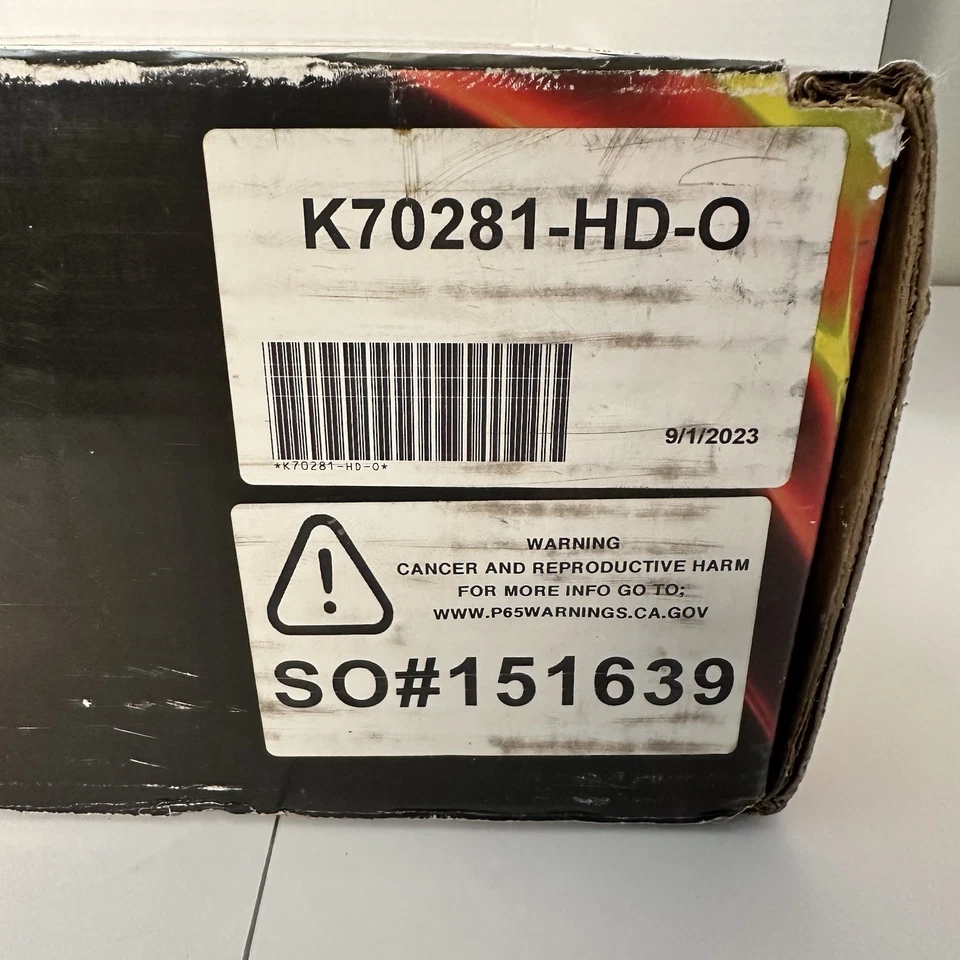 K70281-HD-O
*K70281-HD-O*
9/1/2023
WARNING
CANCER AND REPRODUCTIVE HARM
FOR MORE INFO GO TO;
WWW.P65WARNINGS.CA.GOV
SO#151639